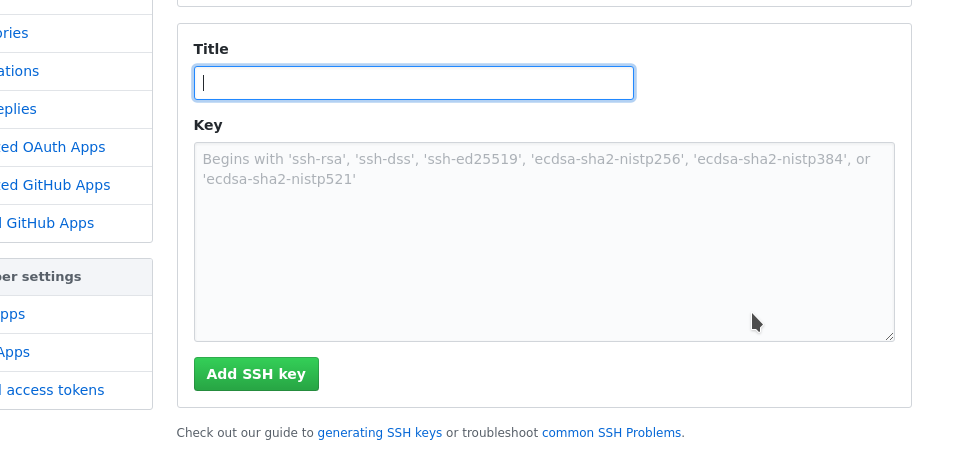 ories
ations
eplies
ed OAuth Apps
ed GitHub Apps
GitHub Apps
er settings
pps
Apps
access tokens
Title
Key
Begins with 'ssh-rsa', 'ssh-dss', 'ssh-ed25519', 'ecdsa-sha2-nistp256', 'ecdsa-sha2-nistp384', or
'ecdsa-sha2-nistp521'
Add SSH key
Check out our guide to generating SSH keys or troubleshoot common SSH Problems.